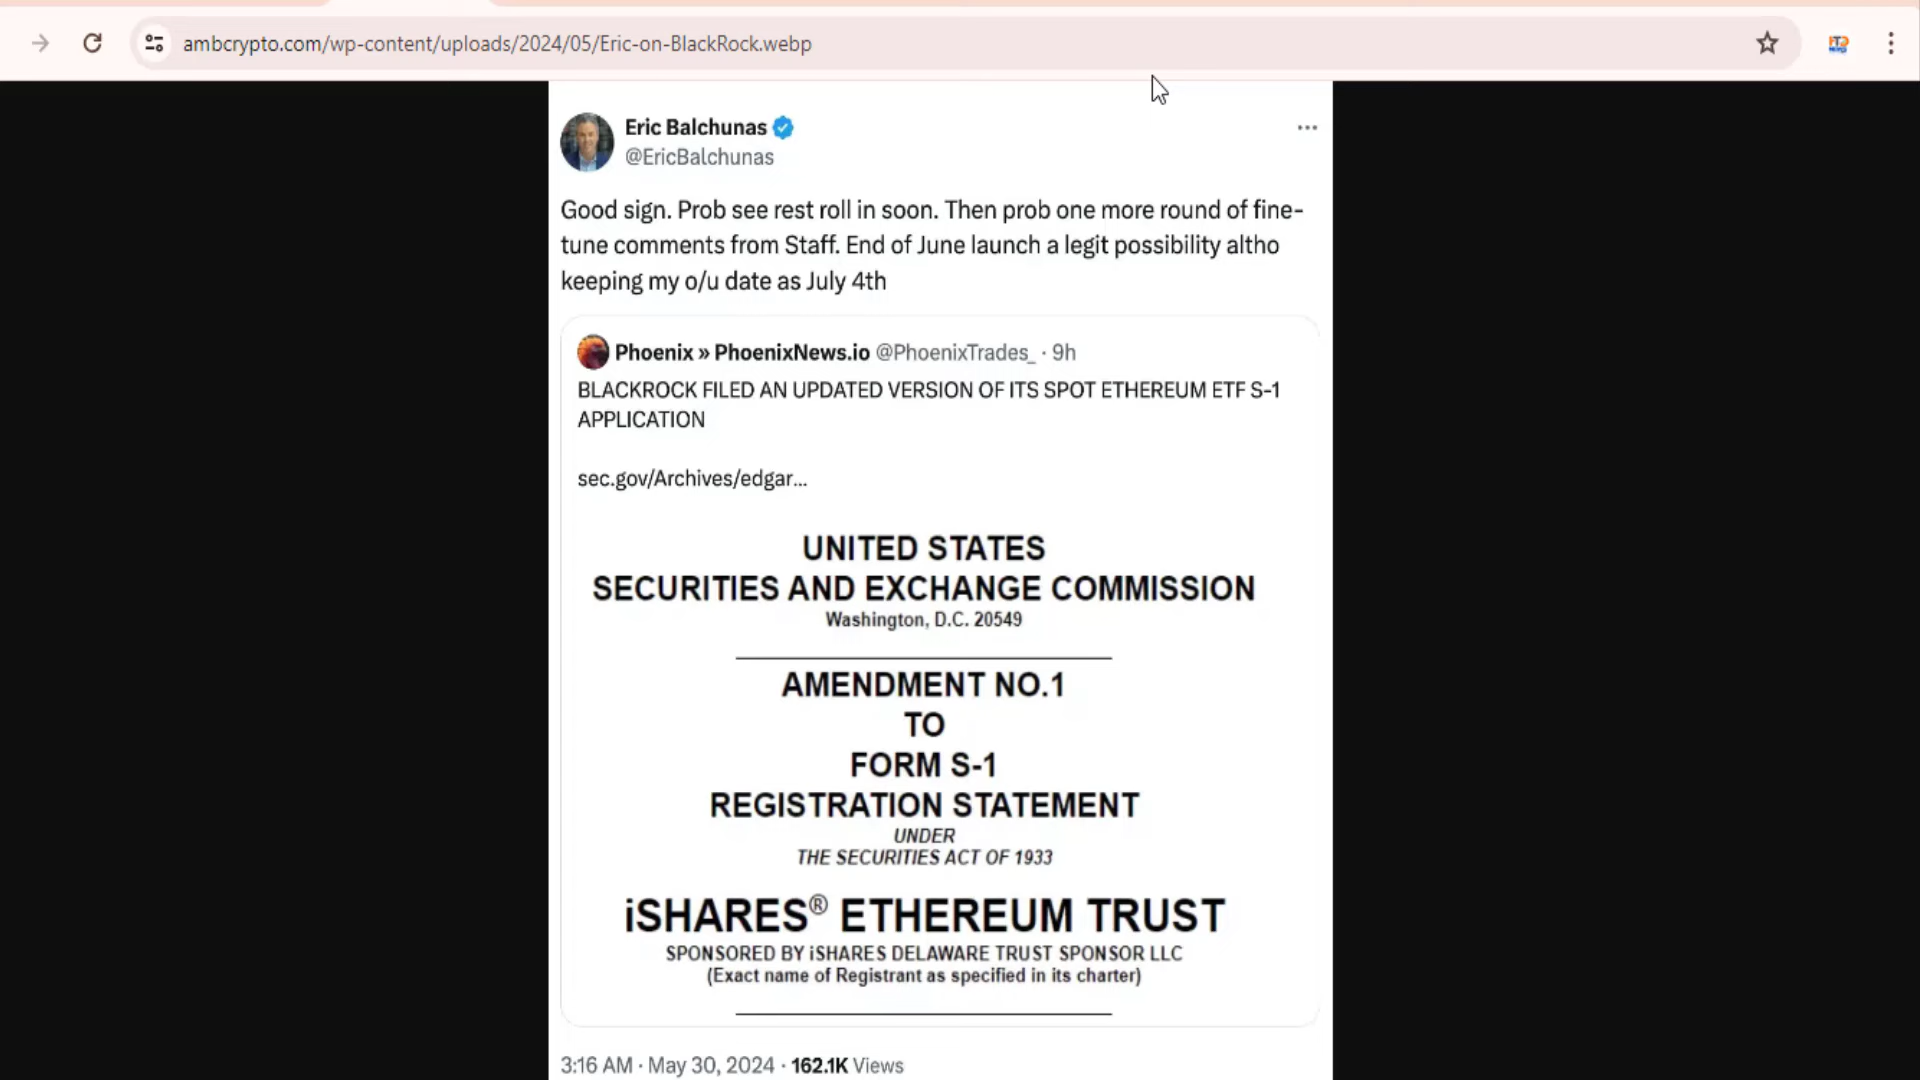 ambcrypto.com/wp-content/uploads/2024/05/Eric-on-BlackRock.webp
Eric Balchunas
@EricBalchunas
Good sign. Prob see rest roll in soon. Then prob one more round of fine-
tune comments from Staff. End of June launch a legit possibility altho
keeping my o/u date as July 4th
Phoenix » PhoenixNews.io @PhoenixTrades_ · 9h
BLACKROCK FILED AN UPDATED VERSION OF ITS SPOT ETHEREUM ETF S-1
APPLICATION
sec.gov/Archives/edgar...
UNITED STATES
SECURITIES AND EXCHANGE COMMISSION
Washington, D.C. 20549
AMENDMENT NO.1
TO
FORM S-1
REGISTRATION STATEMENT
UNDER
THE SECURITIES ACT OF 1933
iSHARES® ETHEREUM TRUST
SPONSORED BY iSHARES DELAWARE TRUST SPONSOR LLC
(Exact name of Registrant as specified in its charter)
3:16 AM · May 30, 2024 · 162.1K Views